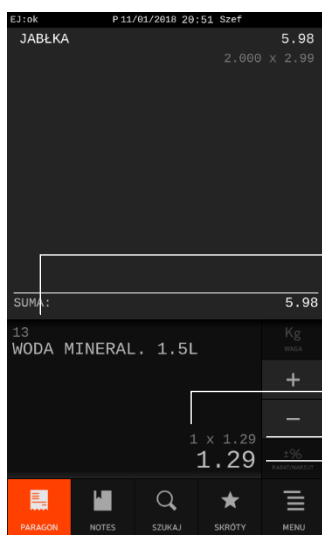 EJ:ok P 11/01/2018 20:51 Szef
JABŁKA 5.98
2.000 x 2.99
SUMA: 5.98
13
WODA MINERAL. 1.5L
1 x 1.29
1.29
Kg
WAGA
+
−
±%
RABAT/NARZUT
PARAGON NOTES SZUKAJ SKRÓTY MENU